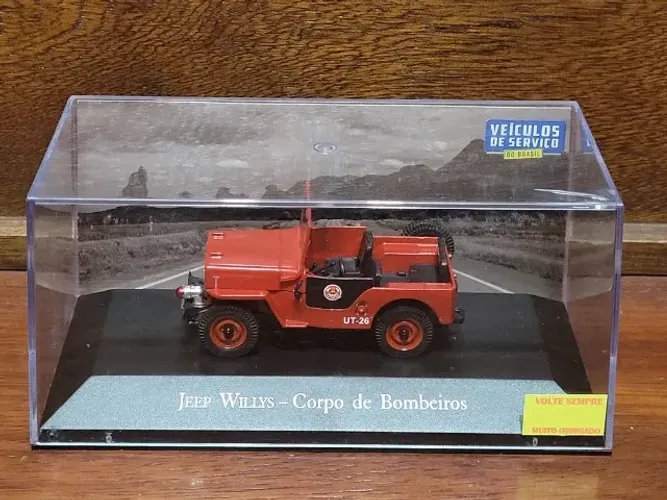 VEÍCULOS
DE SERVIÇO
DO BRASIL
UT-26
JEEP WILLYS – Corpo de Bombeiros
VOLTE SEMPRE
MUITO OBRIGADO